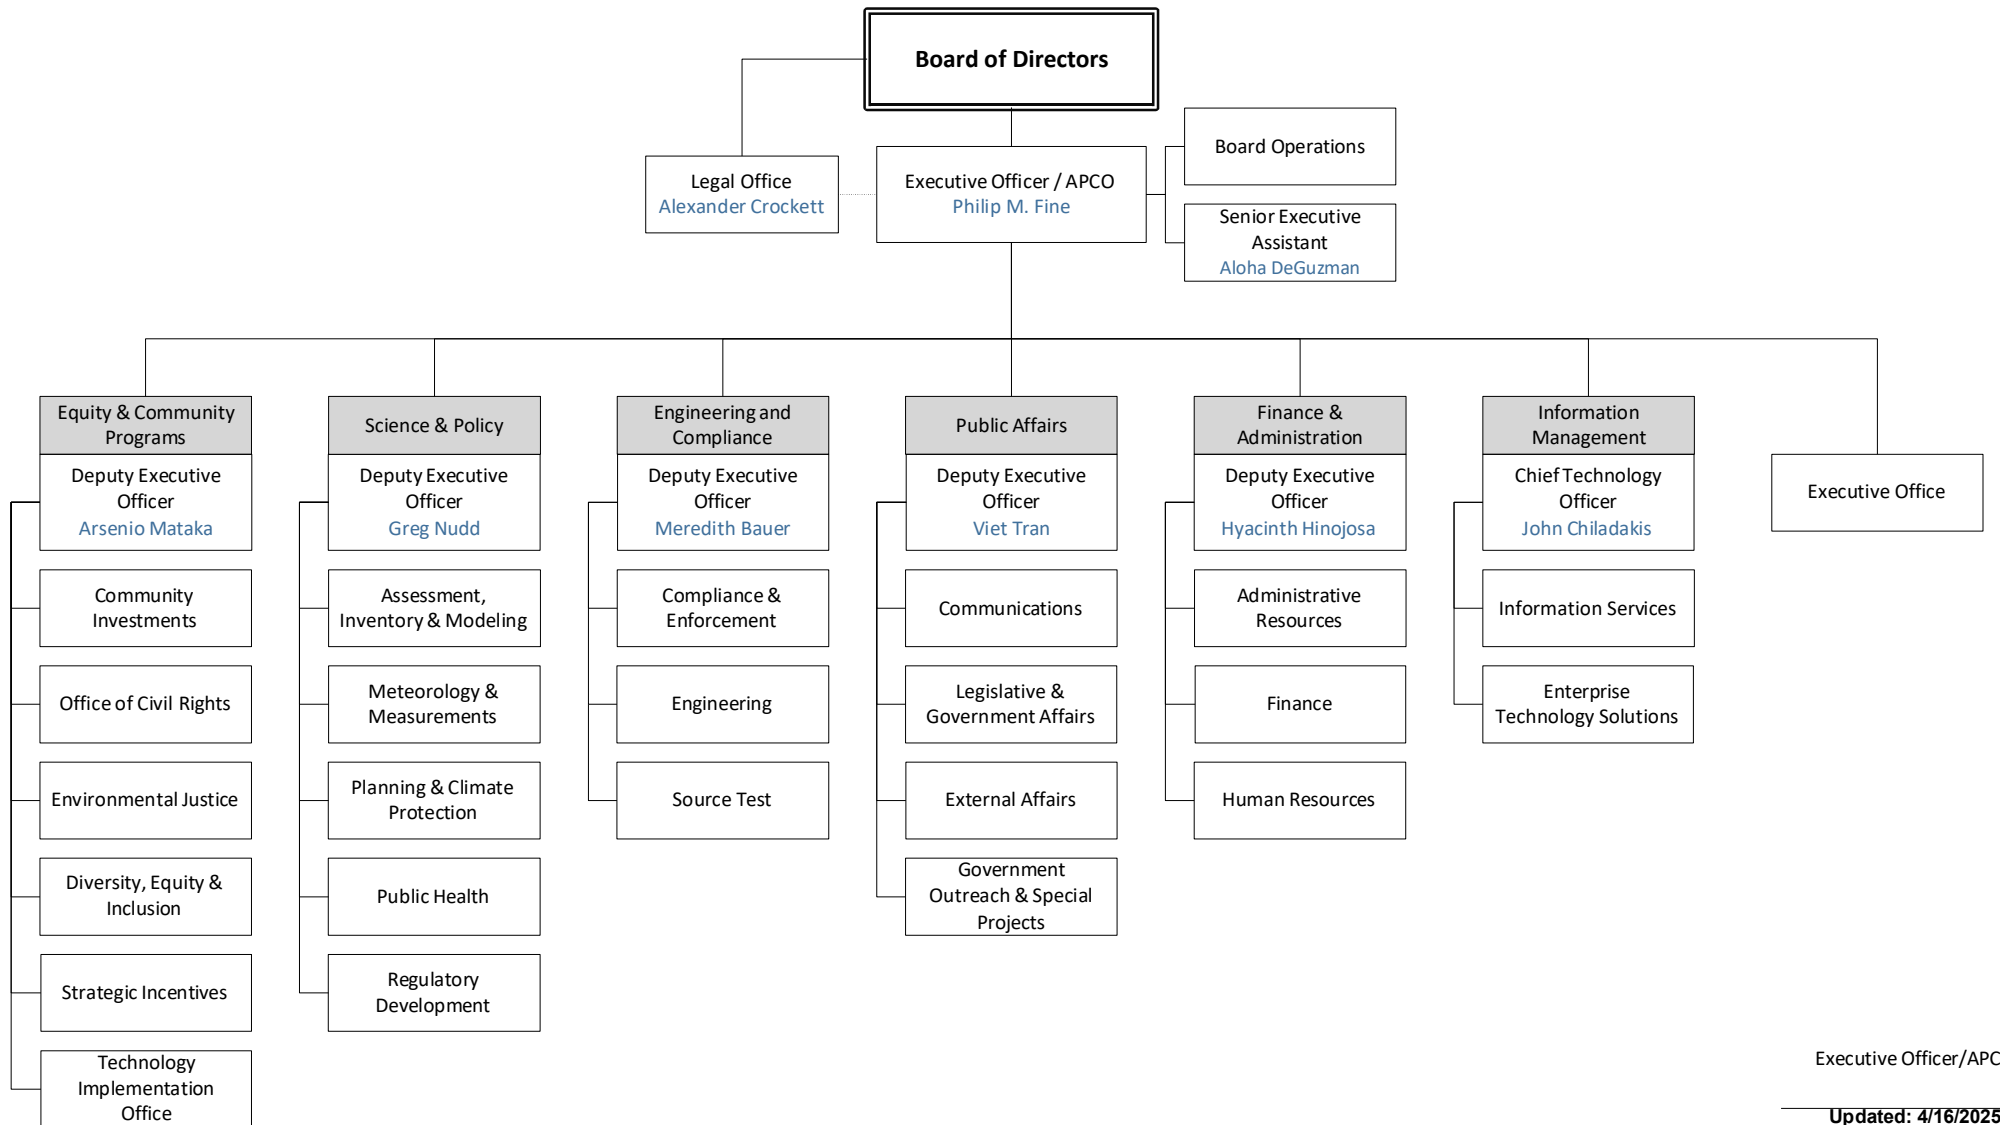 Board of Directors
Board Operations
Legal Office
Alexander Crockett
Executive Officer / APCO
Philip M. Fine
Senior Executive
Assistant
Aloha DeGuzman
Equity & Community
Programs
Science & Policy
Engineering and
Compliance
Public Affairs
Finance &
Administration
Information
Management
Deputy Executive
Officer
Arsenio Mataka
Deputy Executive
Officer
Greg Nudd
Deputy Executive
Officer
Meredith Bauer
Deputy Executive
Officer
Viet Tran
Deputy Executive
Officer
Hyacinth Hinojosa
Chief Technology
Officer
John Chiladakis
Executive Office
Community
Investments
Assessment,
Inventory & Modeling
Compliance &
Enforcement
Communications
Administrative
Resources
Information Services
Office of Civil Rights
Meteorology &
Measurements
Engineering
Legislative &
Government Affairs
Finance
Enterprise
Technology Solutions
Environmental Justice
Planning & Climate
Protection
Source Test
External Affairs
Human Resources
Diversity, Equity &
Inclusion
Public Health
Government
Outreach & Special
Projects
Strategic Incentives
Regulatory
Development
Technology
Implementation
Office
Executive Officer/APC
Updated: 4/16/2025